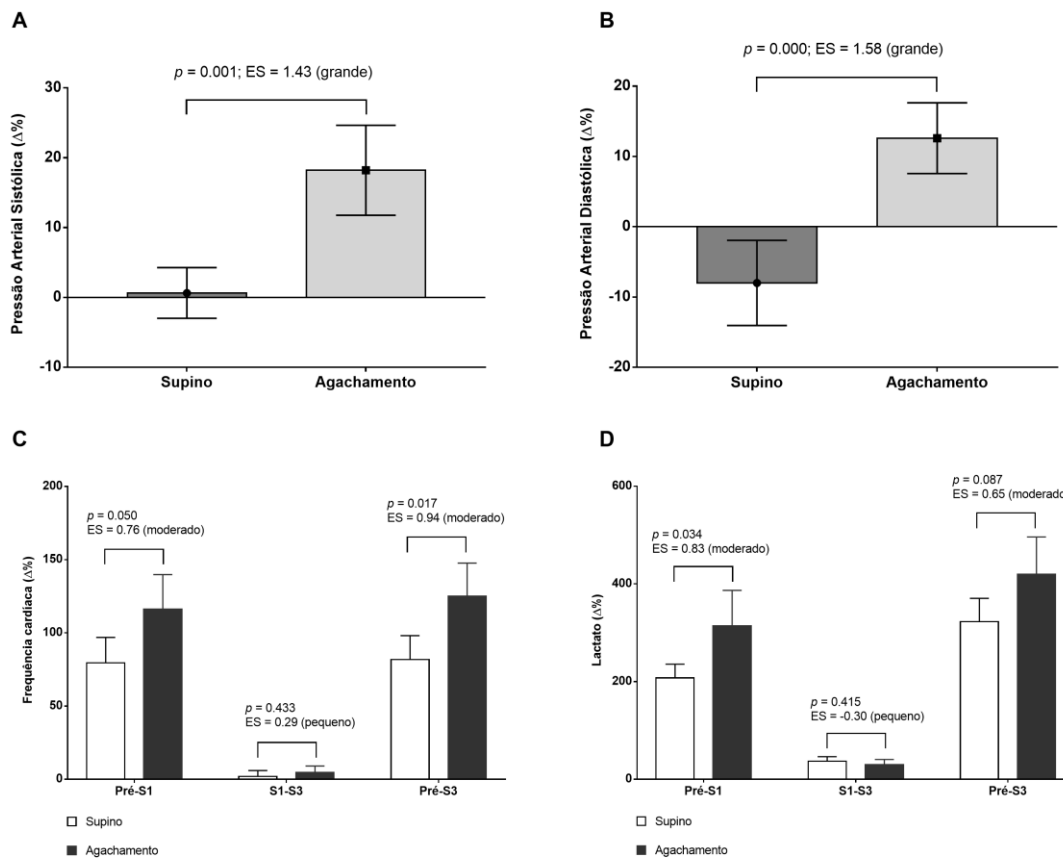 A
p = 0.001; ES = 1.43 (grande)
Pressão Arterial Sistólica (Δ%)
30
20
10
0
-10
Supino
Agachamento
B
p = 0.000; ES = 1.58 (grande)
Pressão Arterial Diastólica (Δ%)
20
10
0
-10
-20
Supino
Agachamento
C
Frequência cardíaca (Δ%)
200
150
100
50
0
p = 0.050
ES = 0.76 (moderado)
p = 0.433
ES = 0.29 (pequeno)
p = 0.017
ES = 0.94 (moderado)
Pré-S1
S1-S3
Pré-S3
Supino
Agachamento
D
Lactato (Δ%)
600
400
200
0
p = 0.034
ES = 0.83 (moderado)
p = 0.415
ES = -0.30 (pequeno)
p = 0.087
ES = 0.65 (moderado
Pré-S1
S1-S3
Pré-S3
Supino
Agachamento